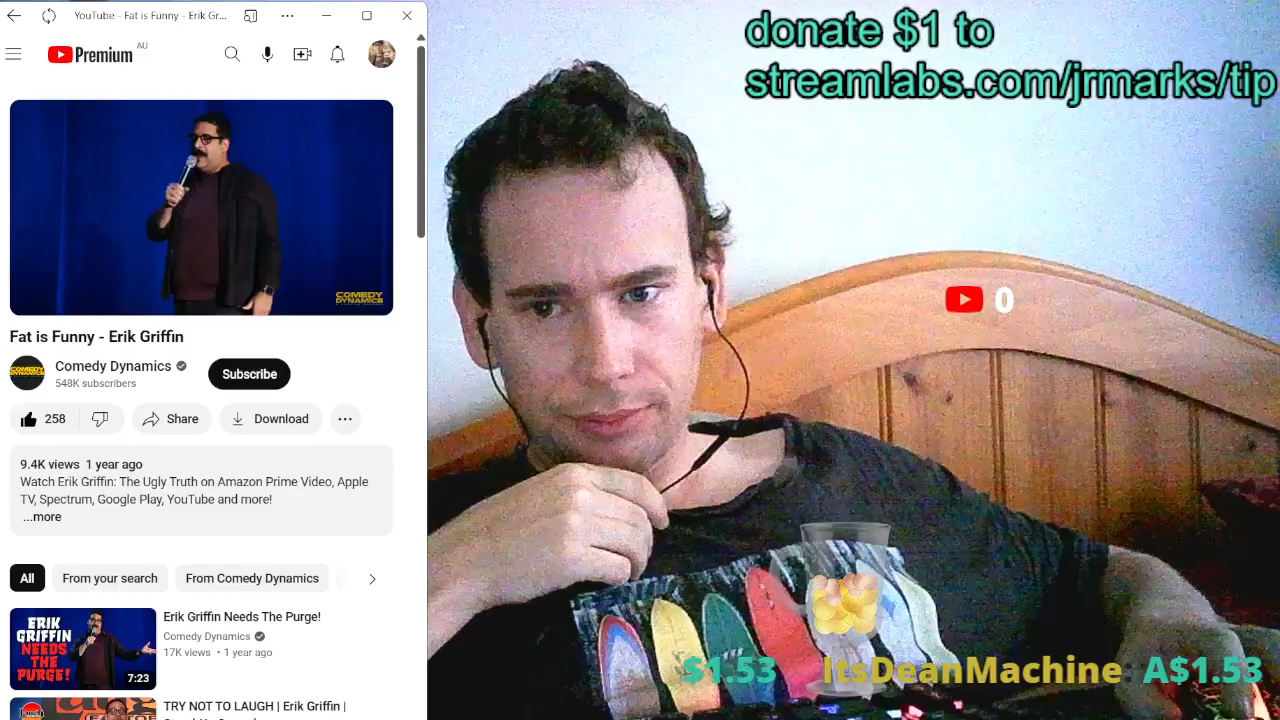 YouTube - Fat is Funny - Erik Gr...
Premium
AU
donate $1 to
streamlabs.com/jrmarks/tip
COMEDY
DYNAMICS
0
Fat is Funny - Erik Griffin
COMEDY
DYNAMICS
Comedy Dynamics
548K subscribers
Subscribe
258
Share
Download
9.4K views 1 year ago
Watch Erik Griffin: The Ugly Truth on Amazon Prime Video, Apple
TV, Spectrum, Google Play, YouTube and more!
...more
All
From your search
From Comedy Dynamics
ERIK
GRIFFIN
NEEDS
THE
PURGE!
7:23
Erik Griffin Needs The Purge!
Comedy Dynamics
17K views • 1 year ago
TRY NOT TO LAUGH | Erik Griffin |
$1.53
ItsDeanMachine
A$1.53